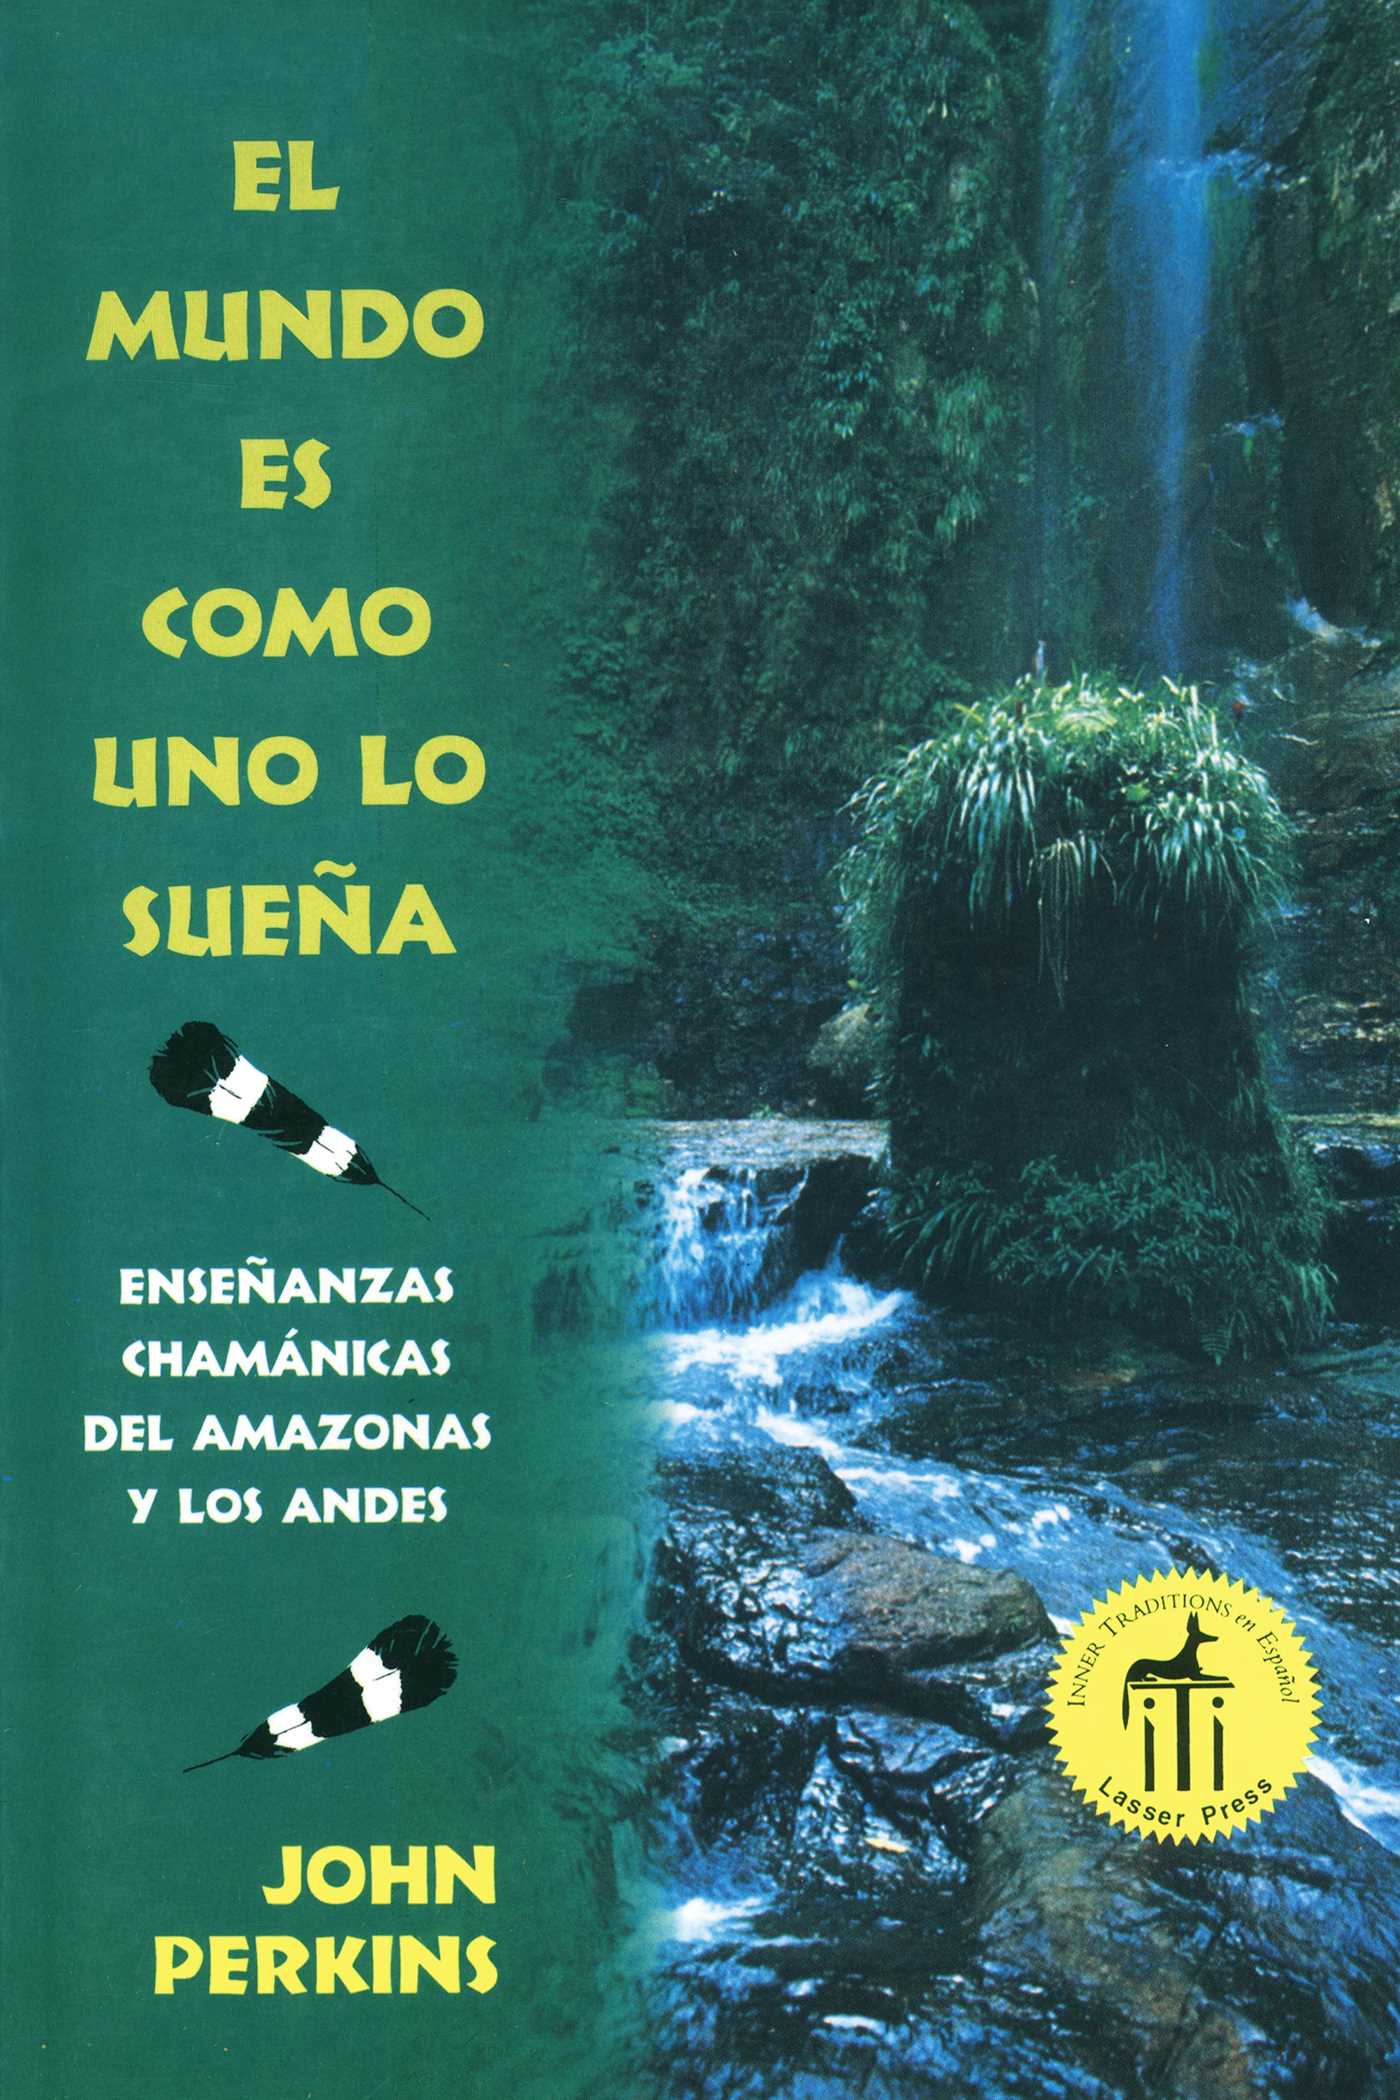 EL
MUNDO
ES
COMO
UNO LO
SUEÑA
ENSEÑANZAS
CHAMÁNICAS
DEL AMAZONAS
Y LOS ANDES
INNER TRADITIONS en Español
iTi
Lasser Press
JOHN
PERKINS